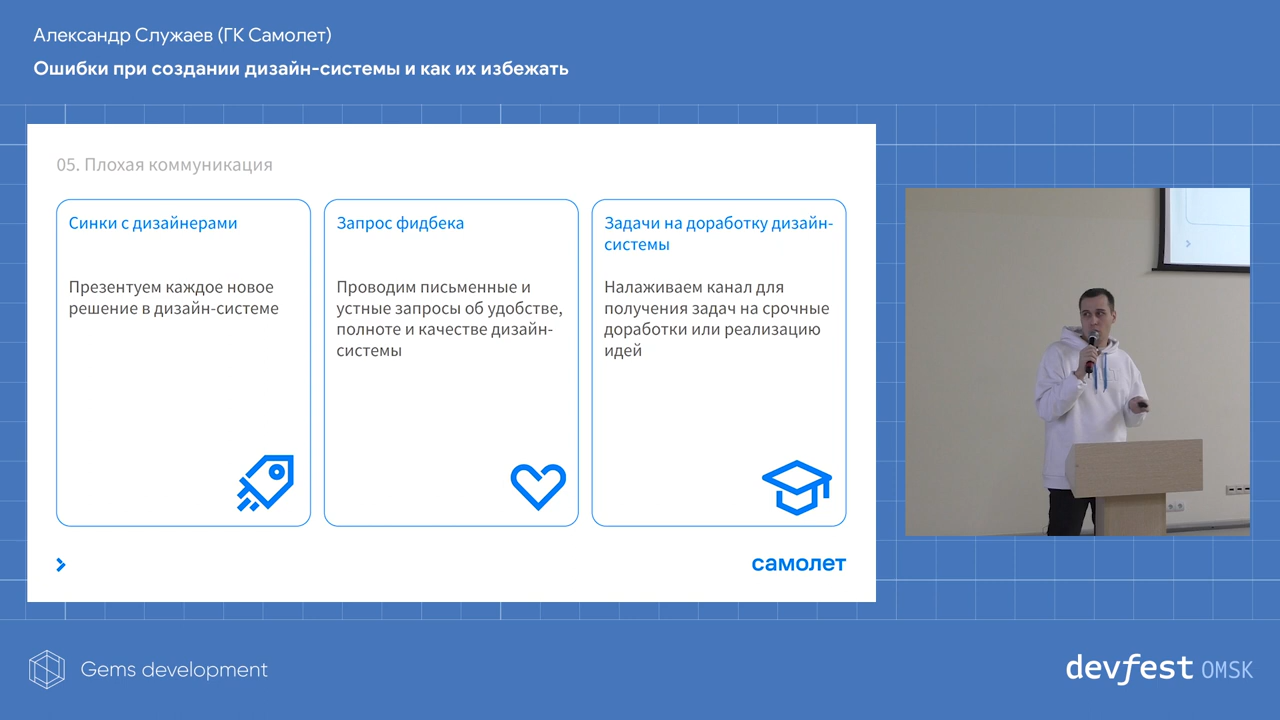 Александр Служаев (ГК Самолет)
Ошибки при создании дизайн-системы и как их избежать
05. Плохая коммуникация
Синки с дизайнерами
Презентуем каждое новое
решение в дизайн-системе
Запрос фидбека
Проводим письменные и
устные запросы об удобстве,
полноте и качестве дизайн-
системы
Задачи на доработку дизайн-
системы
Налаживаем канал для
получения задач на срочные
доработки или реализацию
идей
самолет
Gems development
devfest OMSK